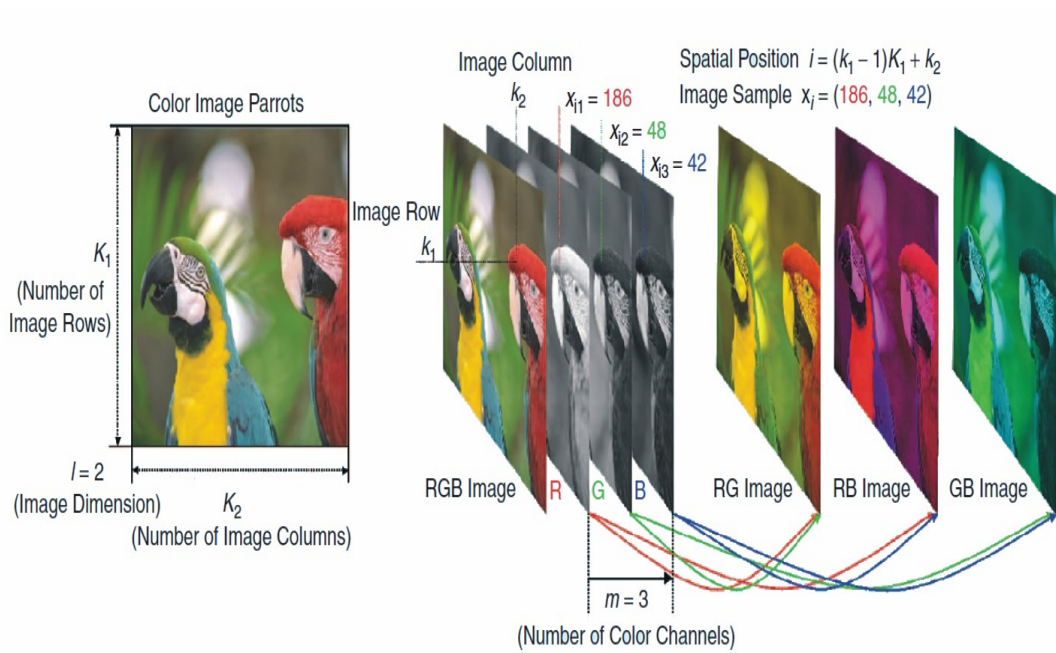 Color Image Parrots
K₁
(Number of
Image Rows)
l = 2
(Image Dimension)
K₂
(Number of Image Columns)
Image Column
k₂
Image Row
k₁
xᵢ₁ = 186
xᵢ₂ = 48
xᵢ₃ = 42
Spatial Position i = (k₁ – 1)K₁ + k₂
Image Sample xᵢ = (186, 48, 42)
RGB Image
R
G
B
RG Image
RB Image
GB Image
m = 3
(Number of Color Channels)